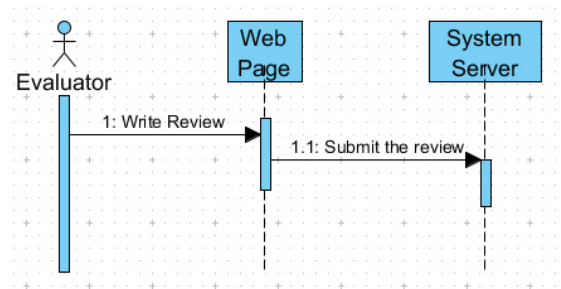 Web
Page
System
Server
Evaluator
1: Write Review
1.1: Submit the review